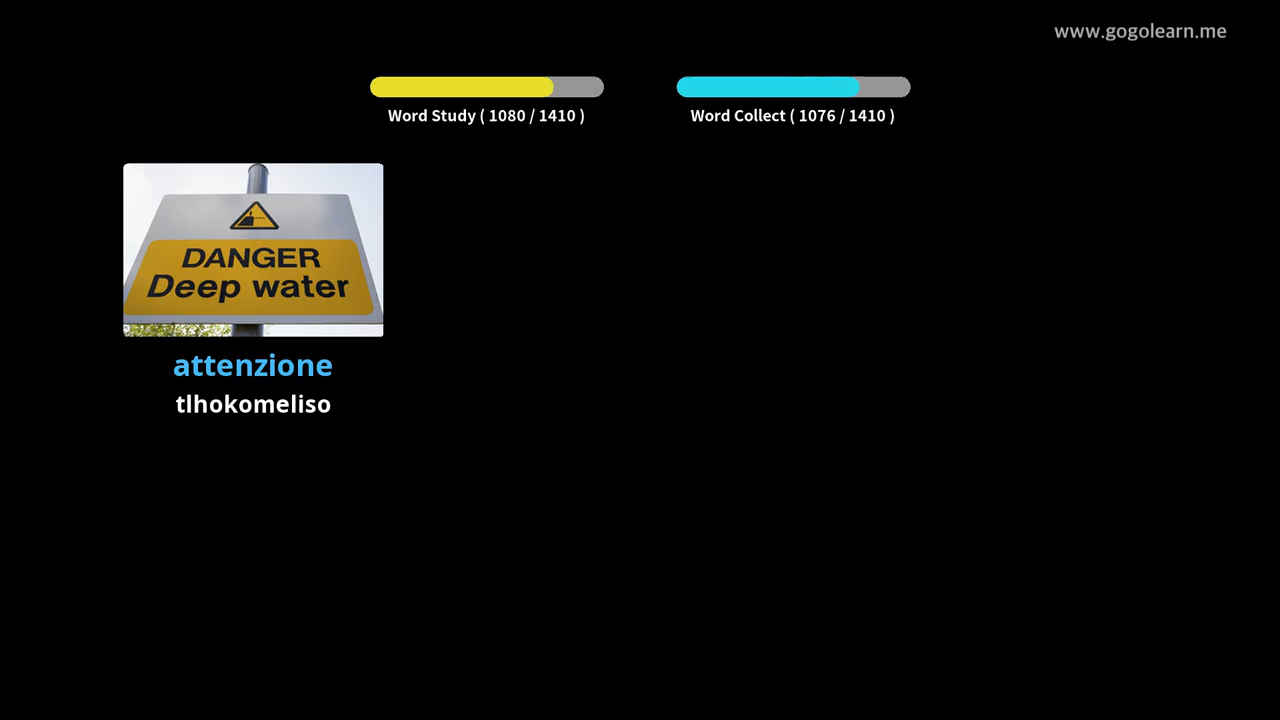 www.gogolearn.me
Word Study ( 1080 / 1410 )
Word Collect ( 1076 / 1410 )
DANGER
Deep water
attenzione
tlhokomeliso